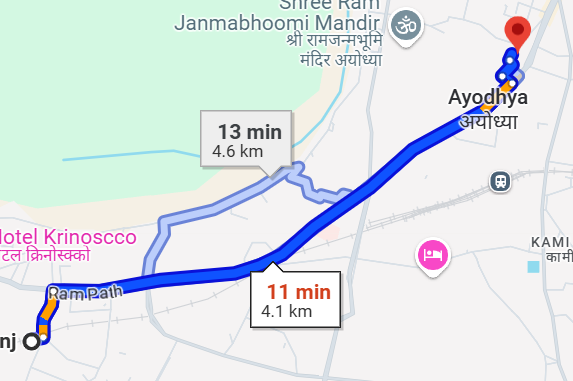 Shree Ram
Janmabhoomi Mandir
श्री रामजन्मभूमि
मंदिर अयोध्या
Ayodhya
अयोध्या
13 min
4.6 km
Hotel Krinoscco
टल क्रिनोस्क्को
Ram Path
11 min
4.1 km
KAMI
कामी
nj